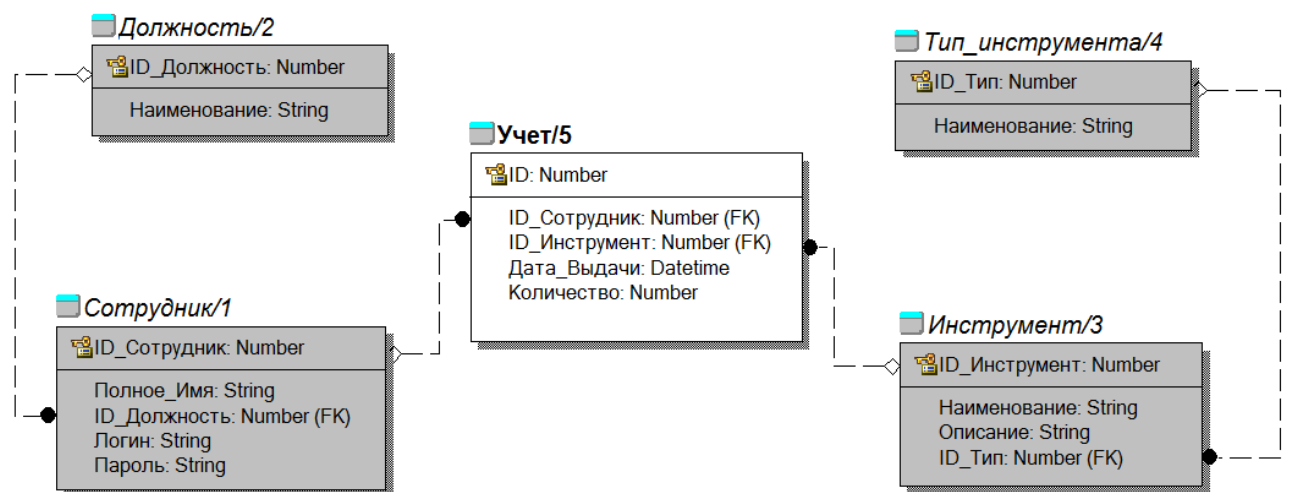 Должность/2
ID_Должность: Number
Наименование: String
Тип_инструмента/4
ID_Тип: Number
Наименование: String
Учет/5
ID: Number
ID_Сотрудник: Number (FK)
ID_Инструмент: Number (FK)
Дата_Выдачи: Datetime
Количество: Number
Сотрудник/1
ID_Сотрудник: Number
Полное_Имя: String
ID_Должность: Number (FK)
Логин: String
Пароль: String
Инструмент/3
ID_Инструмент: Number
Наименование: String
Описание: String
ID_Тип: Number (FK)